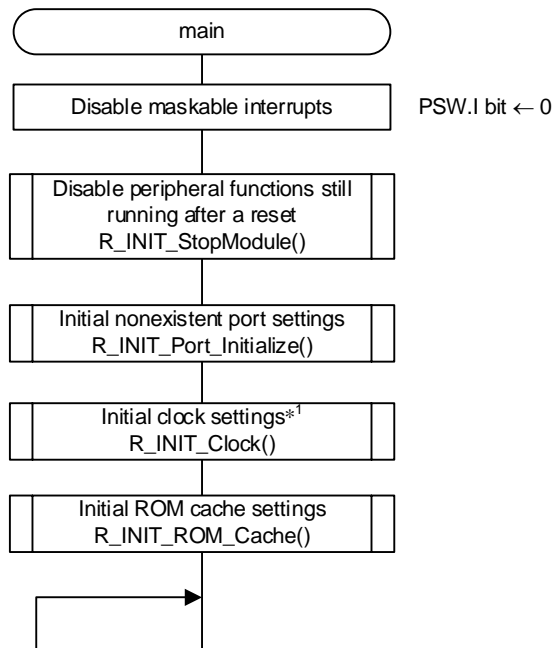 main
Disable maskable interrupts PSW.I bit ← 0
Disable peripheral functions still
running after a reset
R_INIT_StopModule()
Initial nonexistent port settings
R_INIT_Port_Initialize()
Initial clock settings*1
R_INIT_Clock()
Initial ROM cache settings
R_INIT_ROM_Cache()